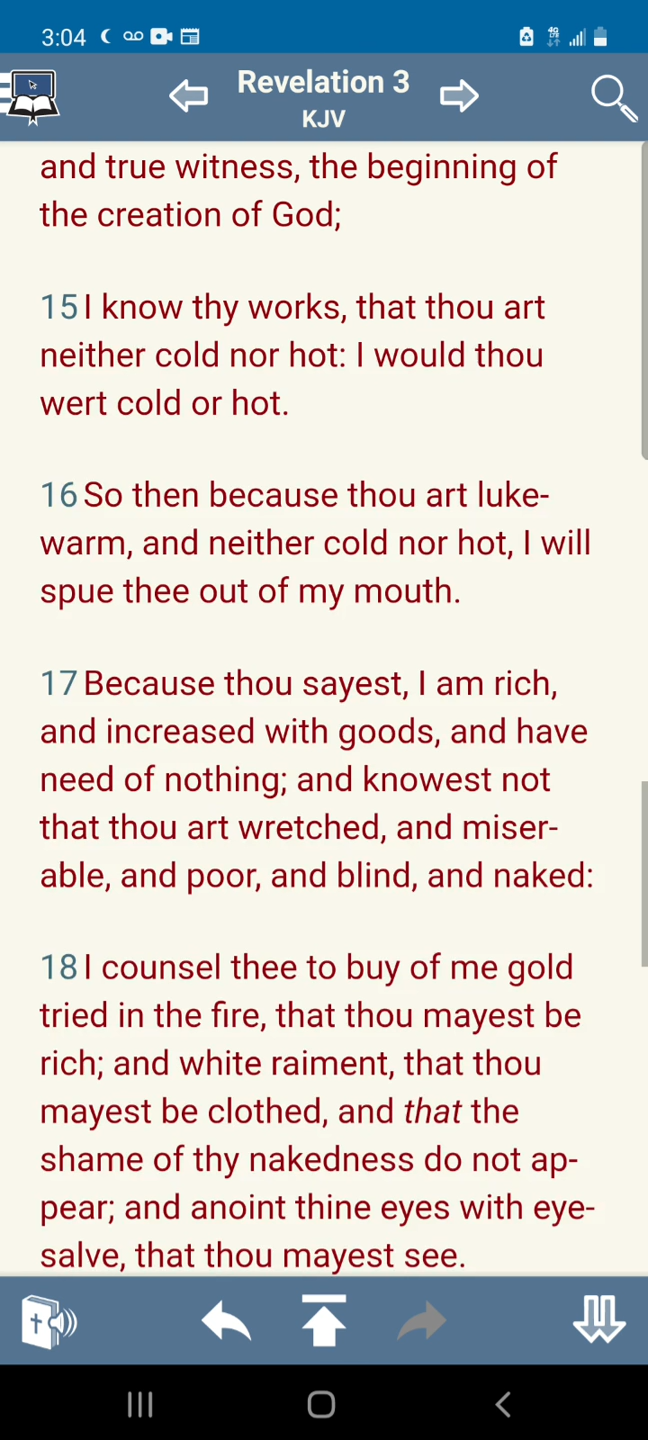 3:04
4G
Revelation 3
KJV
and true witness, the beginning of
the creation of God;
15 I know thy works, that thou art
neither cold nor hot: I would thou
wert cold or hot.
16 So then because thou art luke-
warm, and neither cold nor hot, I will
spue thee out of my mouth.
17 Because thou sayest, I am rich,
and increased with goods, and have
need of nothing; and knowest not
that thou art wretched, and miser-
able, and poor, and blind, and naked:
18 I counsel thee to buy of me gold
tried in the fire, that thou mayest be
rich; and white raiment, that thou
mayest be clothed, and that the
shame of thy nakedness do not ap-
pear; and anoint thine eyes with eye-
salve, that thou mayest see.